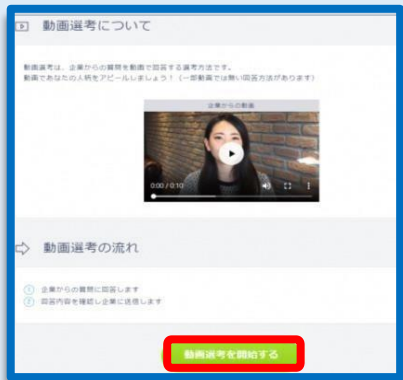 動画選考について
動画選考は、企業からの質問を動画で回答する選考方法です。
動画であなたの人柄をアピールしましょう！（一部動画では無い回答方法があります）
企業からの動画
0:00 / 0:10
動画選考の流れ
① 企業からの質問に回答します
② 回答内容を確認し企業に送信します
動画選考を開始する